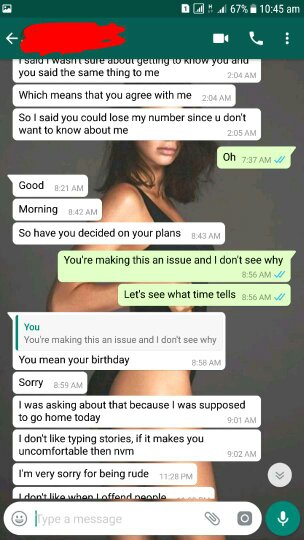 67% 10:45 am
I said I wasn't sure about getting to know you and
you said the same thing to me
2:04 AM
Which means that you agree with me 2:04 AM
So I said you could lose my number since u don't
want to know about me
2:05 AM
Oh 7:37 AM
Good 8:21 AM
Morning 8:42 AM
So have you decided on your plans 8:43 AM
You're making this an issue and I don't see why
8:56 AM
Let's see what time tells 8:56 AM
You
You're making this an issue and I don't see why
You mean your birthday
8:58 AM
Sorry 8:59 AM
I was asking about that because I was supposed
to go home today
9:01 AM
I don't like typing stories, if it makes you
uncomfortable then nvm
9:02 AM
I'm very sorry for being rude 11:28 PM
I don't like when I offend people
Type a message